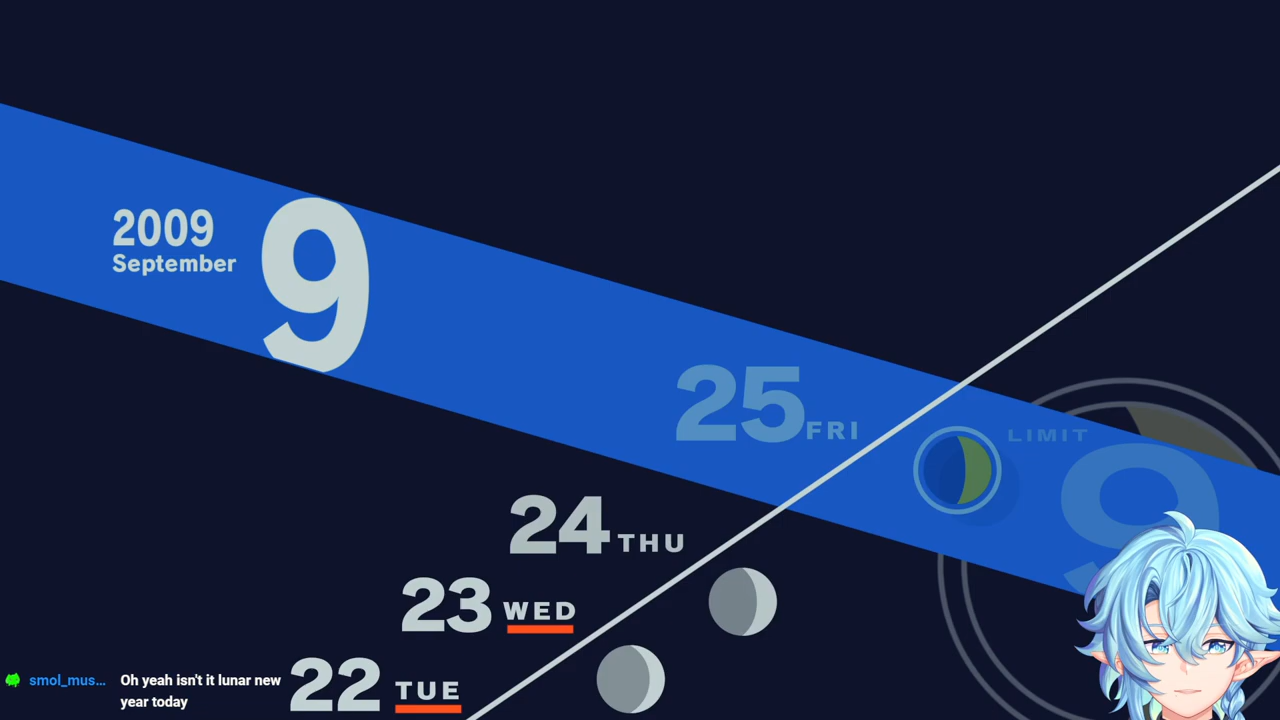 2009
September
9
25 FRI
LIMIT
9
24 THU
23 WED
22 TUE
smol_mus... Oh yeah isn't it lunar new
year today